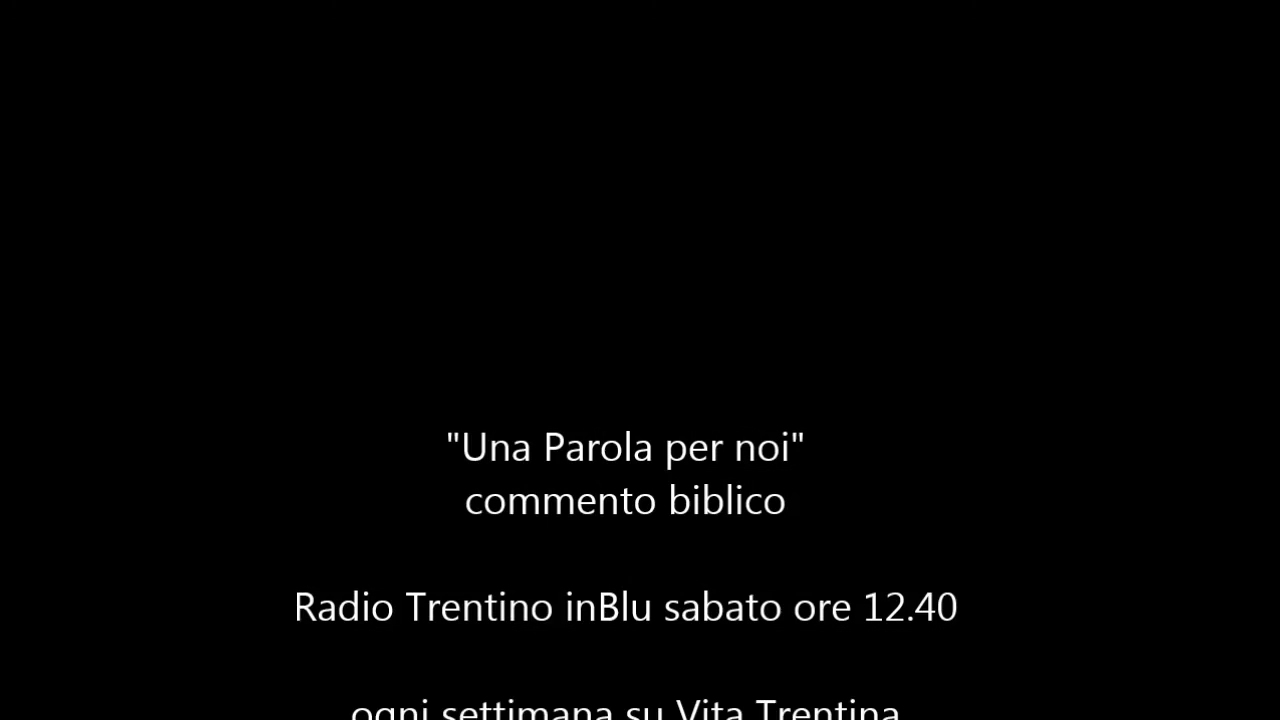 "Una Parola per noi"
commento biblico
Radio Trentino inBlu sabato ore 12.40
ogni settimana su Vita Trentina